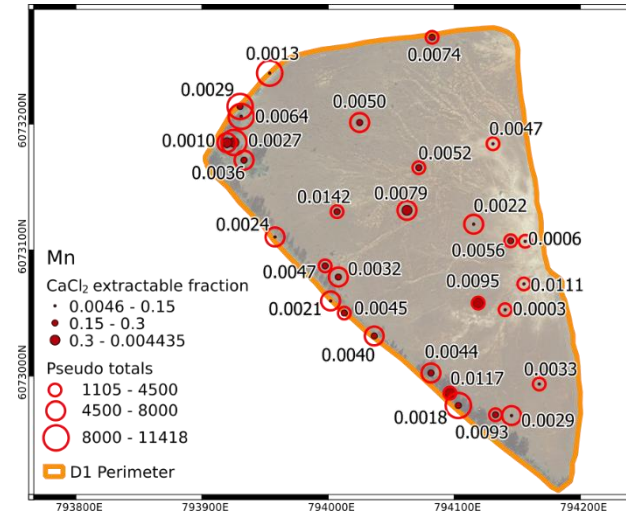 0.0013
0.0074
0.0029
0.0064
0.0050
0.0047
0.0010
0.0027
0.0036
0.0052
0.0142
0.0079
0.0022
0.0024
0.0056
0.0006
0.0047
0.0032
0.0095
0.0111
0.0021
0.0045
0.0003
0.0040
0.0044
0.0117
0.0033
0.0018
0.0093
0.0029
Mn
CaCl₂ extractable fraction
0.0046 - 0.15
0.15 - 0.3
0.3 - 0.004435
Pseudo totals
1105 - 4500
4500 - 8000
8000 - 11418
D1 Perimeter
6073200N
6073100N
6073000N
793800E 793900E 794000E 794100E 794200E